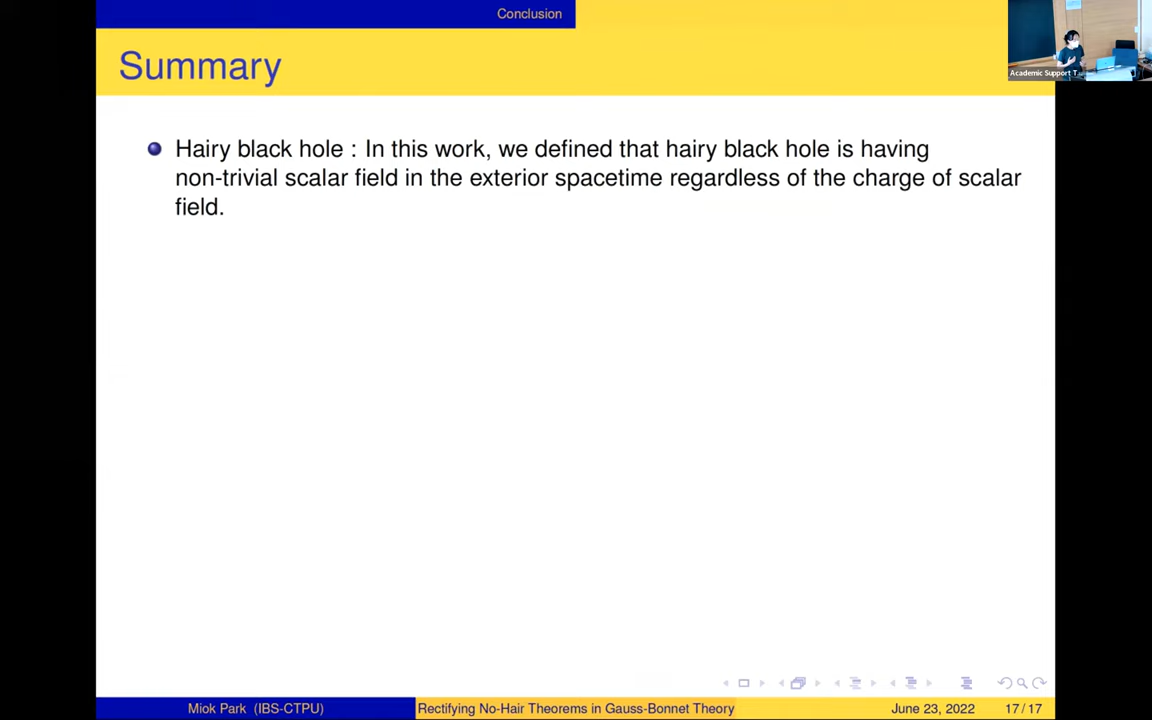 Conclusion
Summary
Academic Support T
Hairy black hole : In this work, we defined that hairy black hole is having
non-trivial scalar field in the exterior spacetime regardless of the charge of scalar
field.
Miok Park (IBS-CTPU)
Rectifying No-Hair Theorems in Gauss-Bonnet Theory
June 23, 2022
17/17